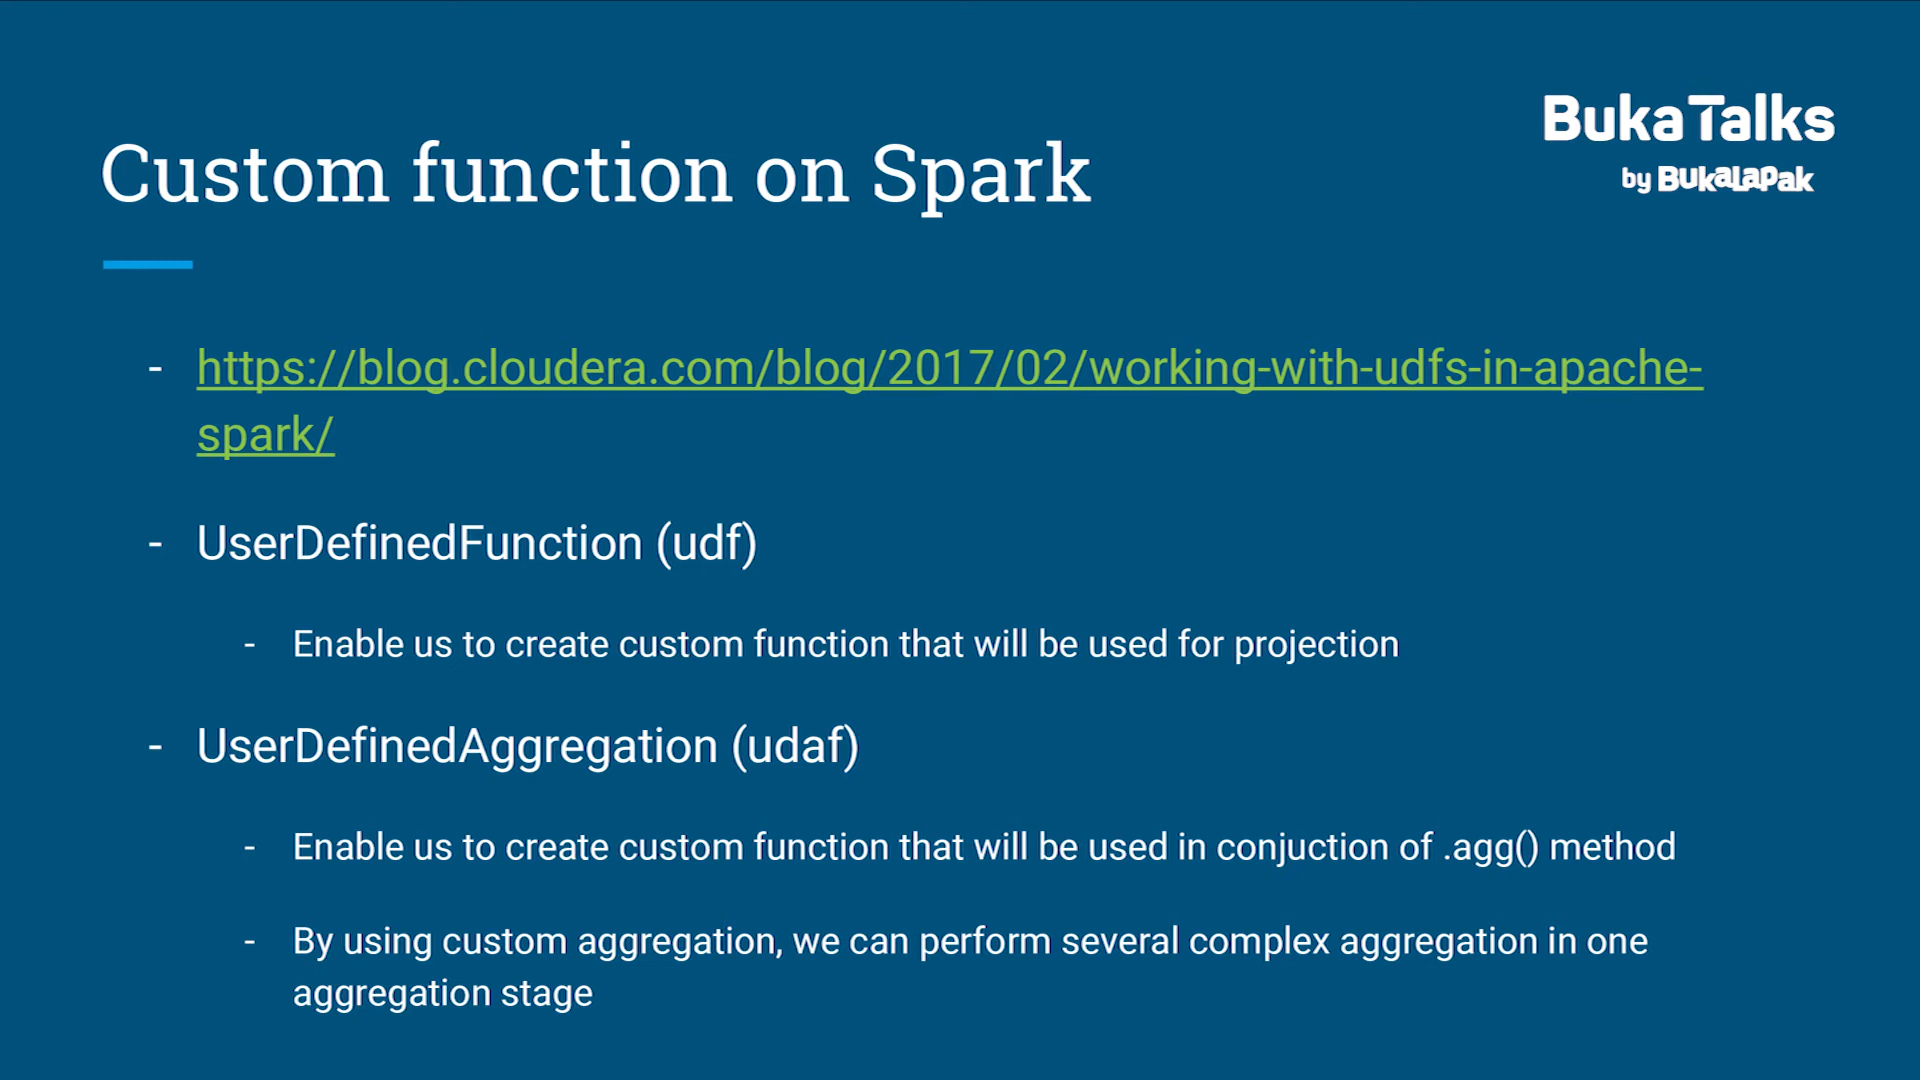 BukaTalks
by BukaLapak
Custom function on Spark
- https://blog.cloudera.com/blog/2017/02/working-with-udfs-in-apache-
spark/
- UserDefinedFunction (udf)
- Enable us to create custom function that will be used for projection
- UserDefinedAggregation (udaf)
- Enable us to create custom function that will be used in conjuction of .agg() method
- By using custom aggregation, we can perform several complex aggregation in one
aggregation stage